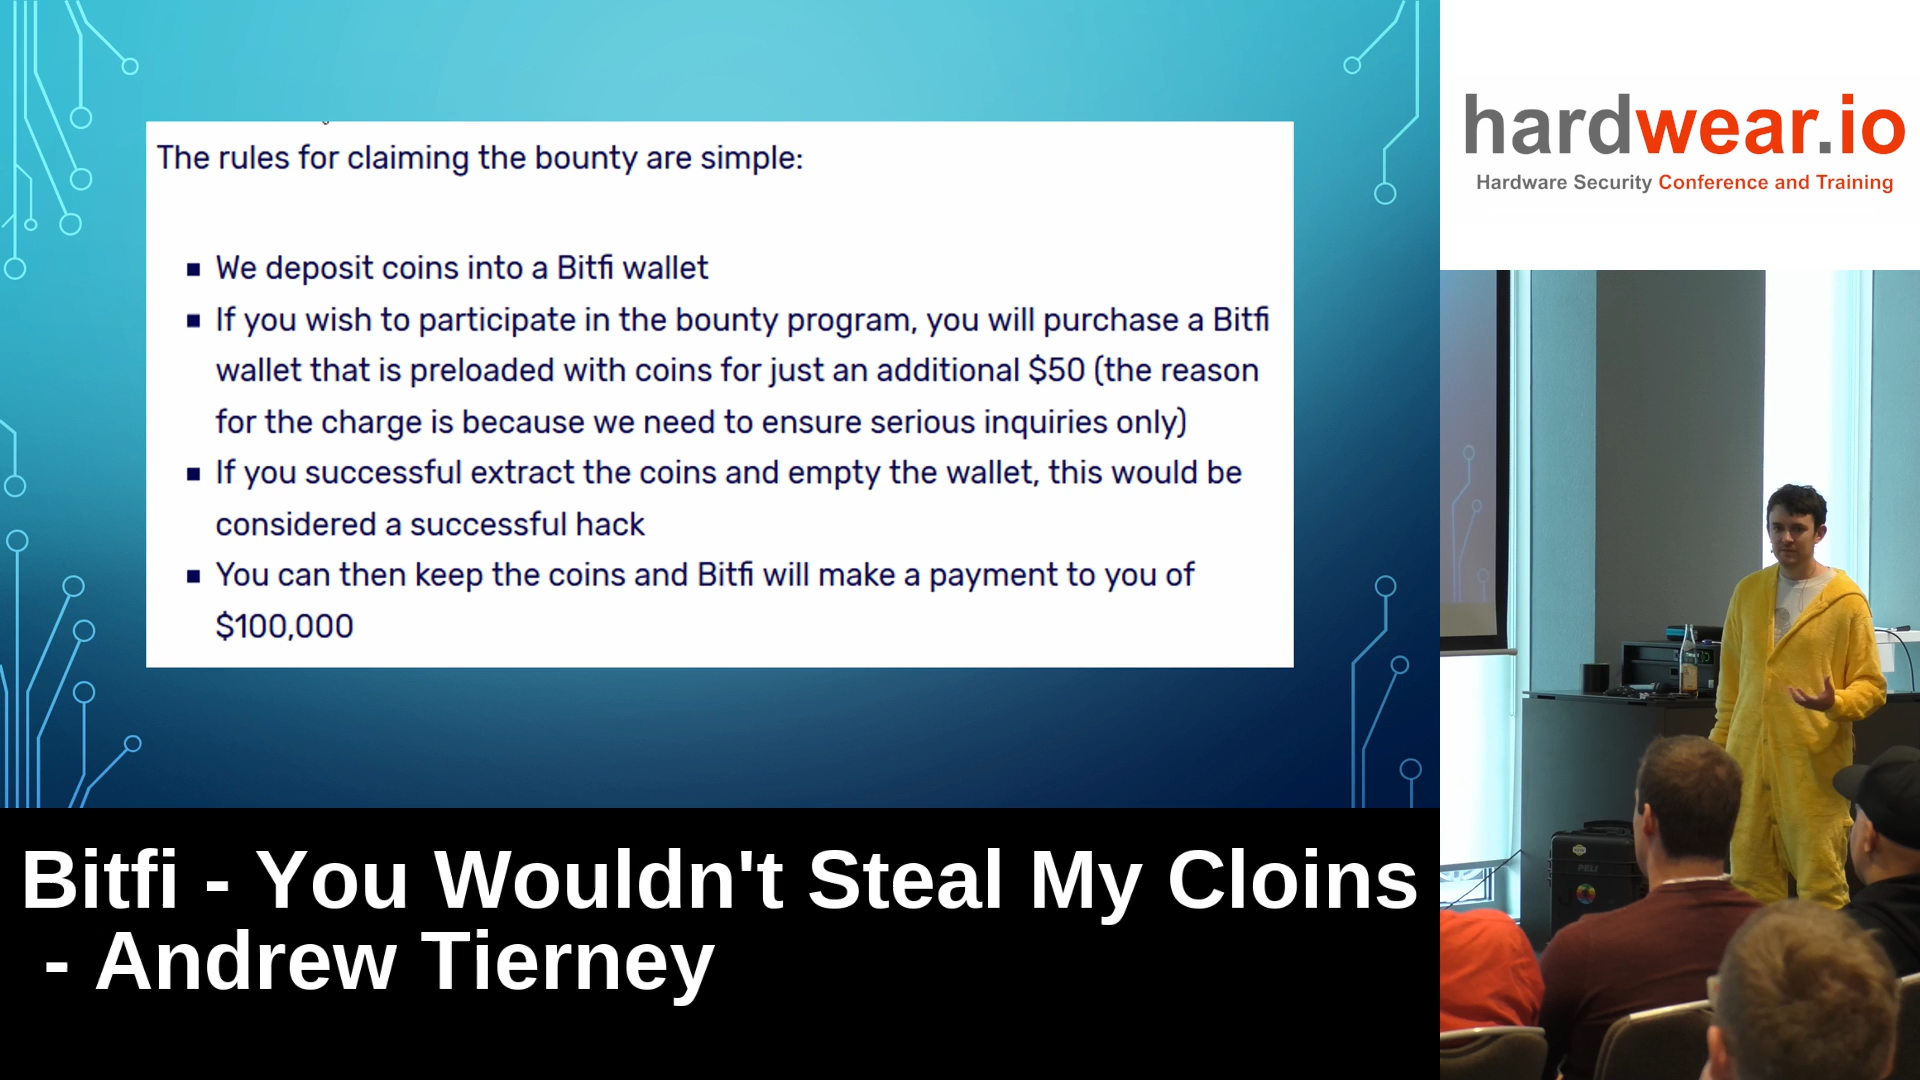 The rules for claiming the bounty are simple:
■ We deposit coins into a Bitfi wallet
■ If you wish to participate in the bounty program, you will purchase a Bitfi
wallet that is preloaded with coins for just an additional $50 (the reason
for the charge is because we need to ensure serious inquiries only)
■ If you successful extract the coins and empty the wallet, this would be
considered a successful hack
■ You can then keep the coins and Bitfi will make a payment to you of
$100,000
hardwear.io
Hardware Security Conference and Training
PELI
Bitfi - You Wouldn't Steal My Cloins
- Andrew Tierney